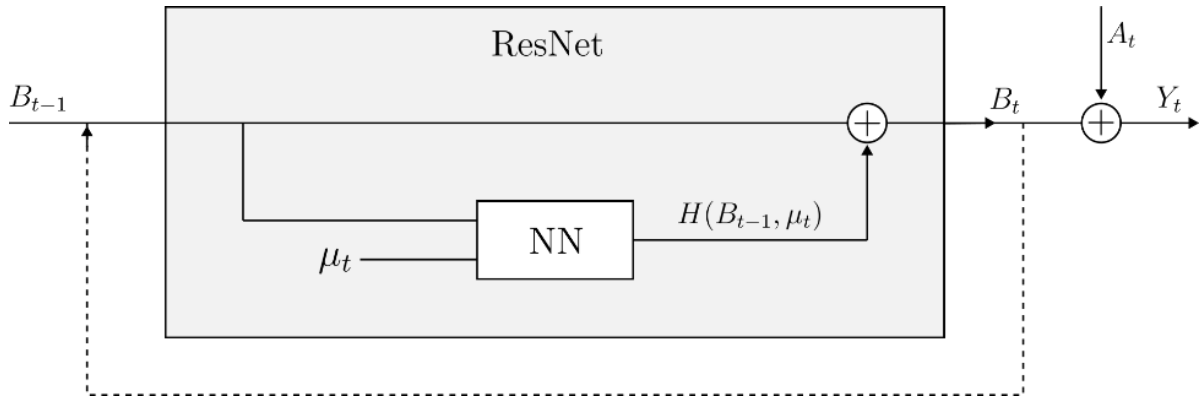 ResNet
A_t
B_{t-1}
B_t
Y_t
H(B_{t-1}, μ_t)
NN
μ_t